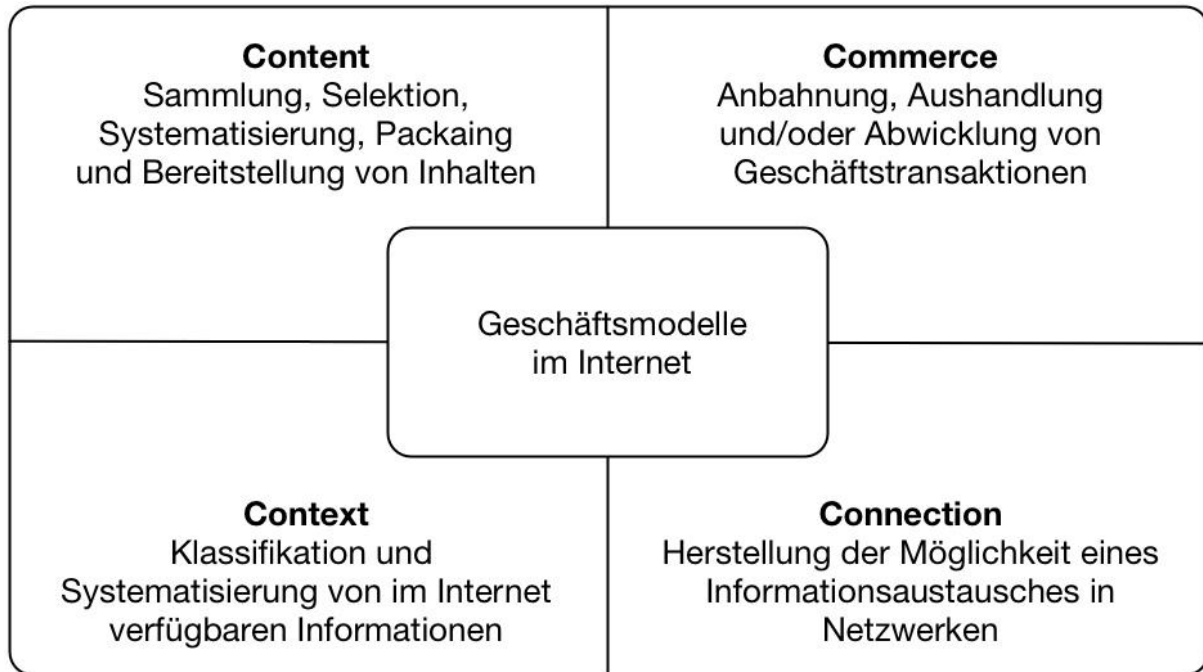 Content
Sammlung, Selektion,
Systematisierung, Packaing
und Bereitstellung von Inhalten
Commerce
Anbahnung, Aushandlung
und/oder Abwicklung von
Geschäftstransaktionen
Geschäftsmodelle
im Internet
Context
Klassifikation und
Systematisierung von im Internet
verfügbaren Informationen
Connection
Herstellung der Möglichkeit eines
Informationsaustausches in
Netzwerken